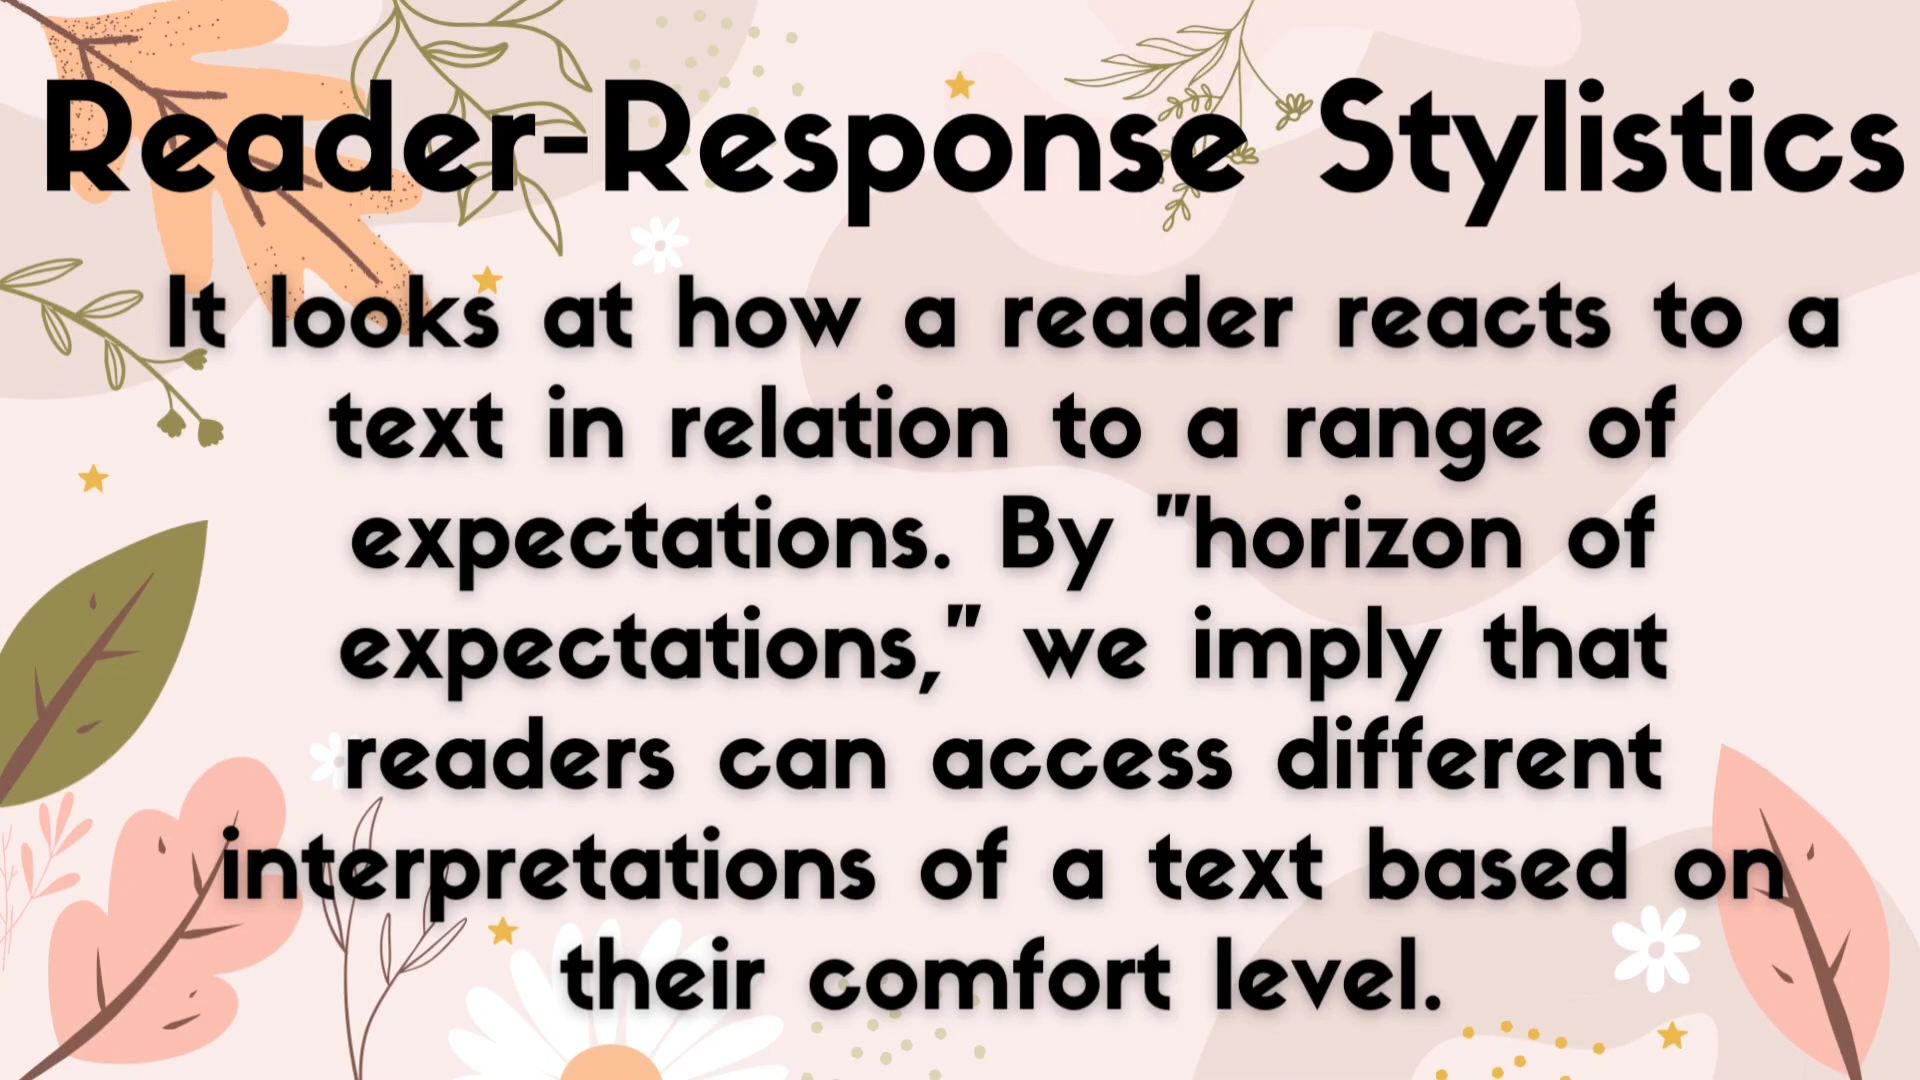 Reader-Response Stylistics
It looks at how a reader reacts to a
text in relation to a range of
expectations. By "horizon of
expectations," we imply that
readers can access different
interpretations of a text based on
their comfort level.